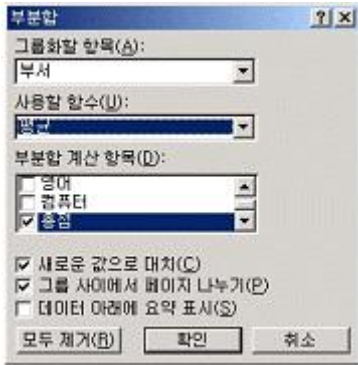 부분합
그룹화할 항목(A):
부서
사용할 함수(U):
평균
부분합 계산 항목(D):
영어
컴퓨터
총점
새로운 값으로 대치(C)
그룹 사이에서 페이지 나누기(P)
데이터 아래에 요약 표시(S)
모두 제거(R)
확인
취소